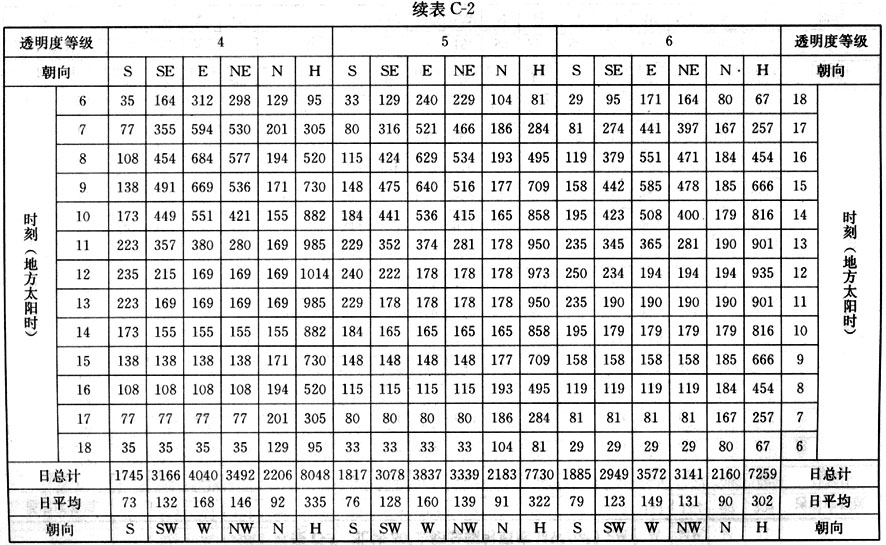 续表 C-2
透明度等级 4 5 6 透明度等级
朝向 S SE E NE N H S SE E NE N H S SE E NE N H 朝向
时刻（地方太阳时） 时刻（地方太阳时）
6 35 164 312 298 129 95 33 129 240 229 104 81 29 95 171 164 80 67 18
7 77 355 594 530 201 305 80 316 521 466 186 284 81 274 441 397 167 257 17
8 108 454 684 577 194 520 115 424 629 534 193 495 119 379 551 471 184 454 16
9 138 491 669 536 171 730 148 475 640 516 177 709 158 442 585 478 185 666 15
10 173 449 551 421 155 882 184 441 536 415 165 858 195 423 508 400 179 816 14
11 223 357 380 280 169 985 229 352 374 281 178 950 235 345 365 281 190 901 13
12 235 215 169 169 169 1014 240 222 178 178 178 973 250 234 194 194 194 935 12
13 223 169 169 169 169 985 229 178 178 178 178 950 235 190 190 190 190 901 11
14 173 155 155 155 155 882 184 165 165 165 165 858 195 179 179 179 179 816 10
15 138 138 138 138 171 730 148 148 148 148 177 709 158 158 158 158 185 666 9
16 108 108 108 108 194 520 115 115 115 115 193 495 119 119 119 119 184 454 8
17 77 77 77 77 201 305 80 80 80 80 186 284 81 81 81 81 167 257 7
18 35 35 35 35 129 95 33 33 33 33 104 81 29 29 29 29 80 67 6
日总计 1745 3166 4040 3492 2206 8048 1817 3078 3837 3339 2183 7730 1885 2949 3572 3141 2160 7259 日总计
日平均 73 132 168 146 92 335 76 128 160 139 91 322 79 123 149 131 90 302 日平均
朝向 S SW W NW N H S SW W NW N H S SW W NW N H 朝向